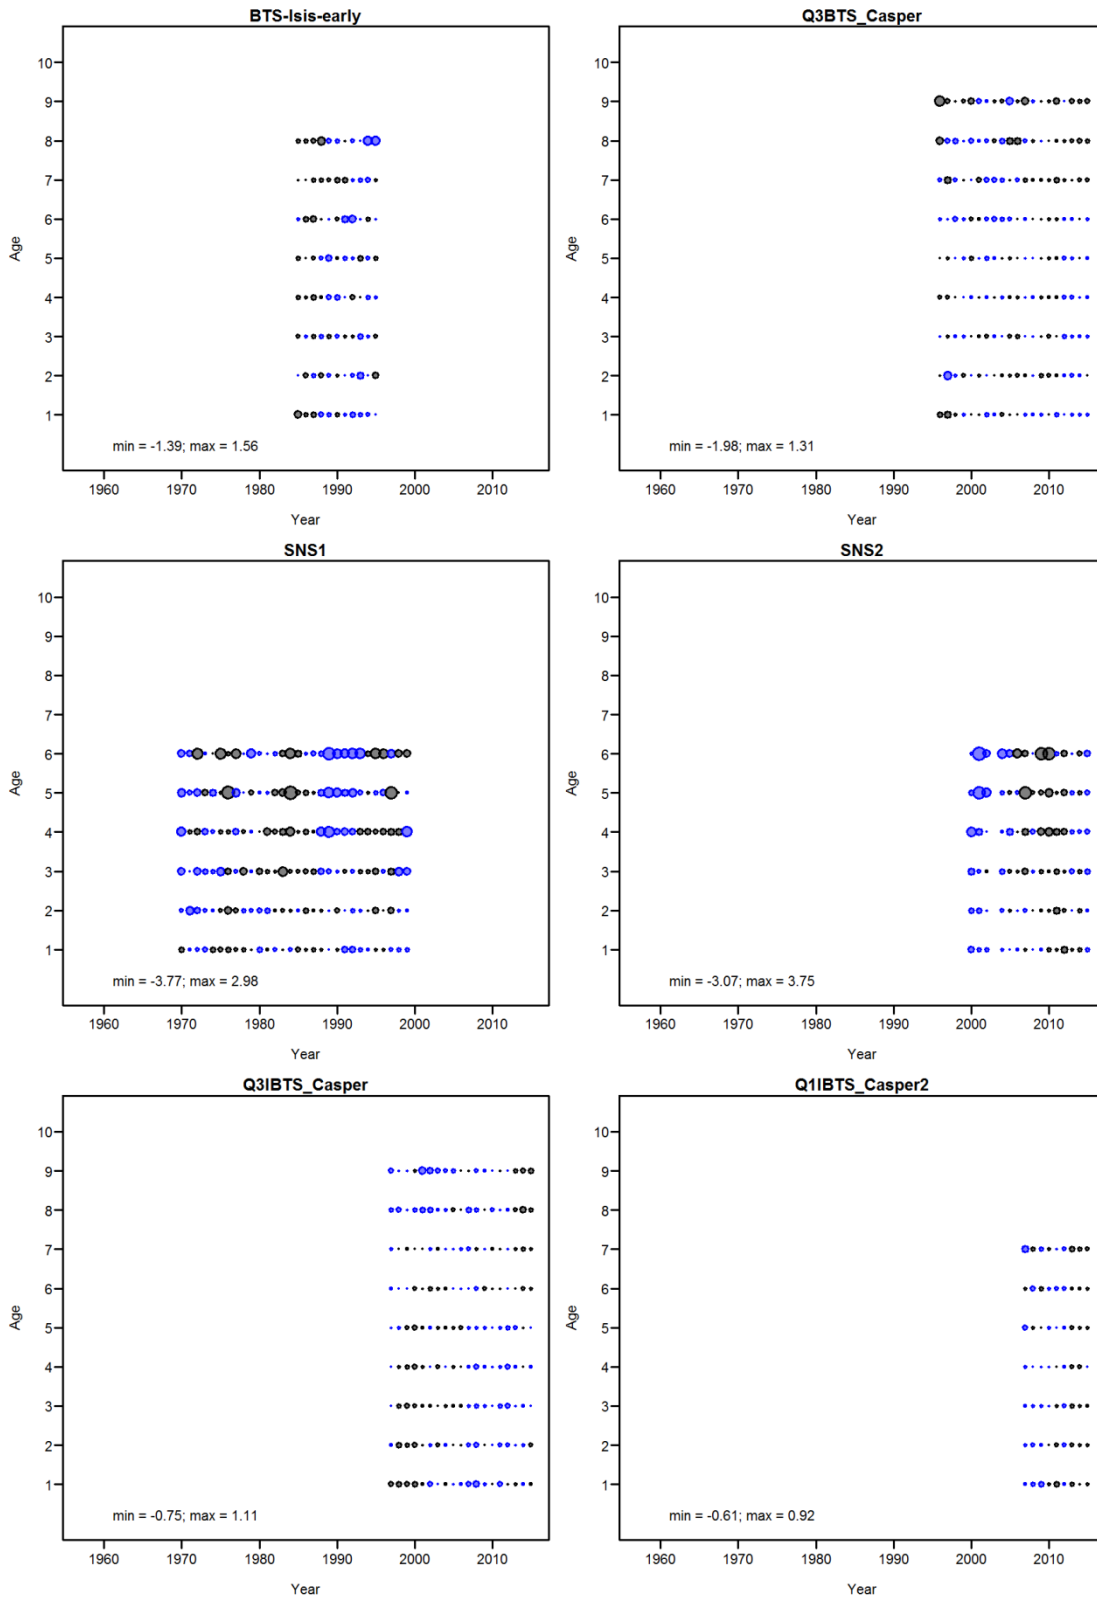 BTS-Isis-early
10
9
8
7
6
5
4
3
2
1
Age
min = -1.39; max = 1.56
1960 1970 1980 1990 2000 2010
Year
Q3BTS_Casper
10
9
8
7
6
5
4
3
2
1
Age
min = -1.98; max = 1.31
1960 1970 1980 1990 2000 2010
Year
SNS1
10
9
8
7
6
5
4
3
2
1
Age
min = -3.77; max = 2.98
1960 1970 1980 1990 2000 2010
Year
SNS2
10
9
8
7
6
5
4
3
2
1
Age
min = -3.07; max = 3.75
1960 1970 1980 1990 2000 2010
Year
Q3IBTS_Casper
10
9
8
7
6
5
4
3
2
1
Age
min = -0.75; max = 1.11
1960 1970 1980 1990 2000 2010
Year
Q1IBTS_Casper2
10
9
8
7
6
5
4
3
2
1
Age
min = -0.61; max = 0.92
1960 1970 1980 1990 2000 2010
Year